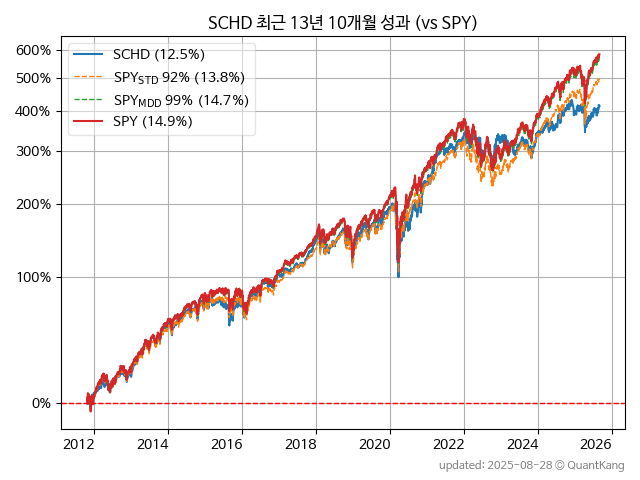 SCHD 최근 13년 10개월 성과 (vs SPY)
600%
500%
400%
300%
200%
100%
0%
SCHD (12.5%)
SPY_STD 92% (13.8%)
SPY_MDD 99% (14.7%)
SPY (14.9%)
2012 2014 2016 2018 2020 2022 2024 2026
updated: 2025-08-28 © QuantKang